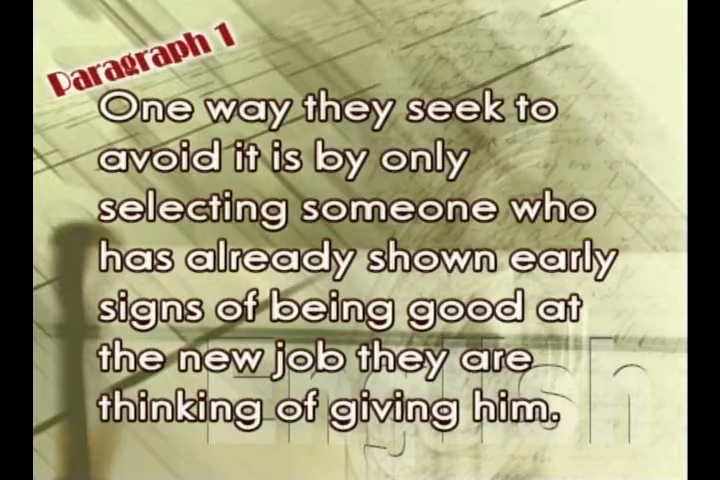 Paragraph 1
One way they seek to
avoid it is by only
selecting someone who
has already shown early
signs of being good at
the new job they are
thinking of giving him.
English